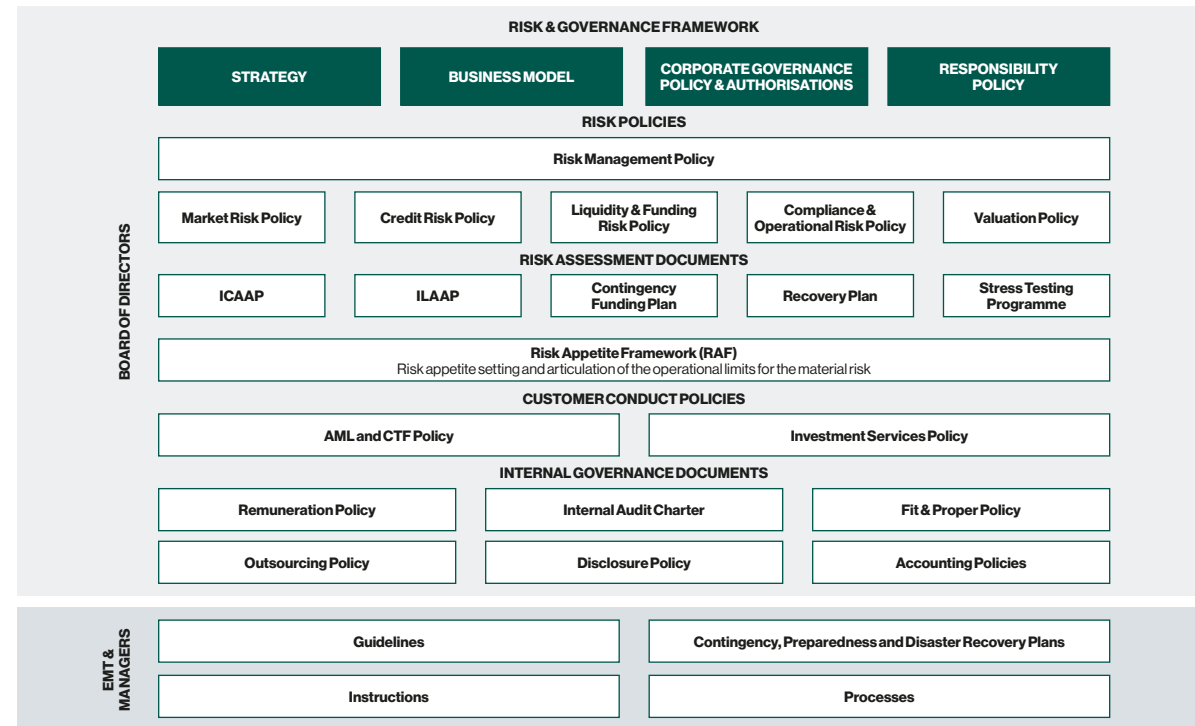 RISK & GOVERNANCE FRAMEWORK
STRATEGY
BUSINESS MODEL
CORPORATE GOVERNANCE
POLICY & AUTHORISATIONS
RESPONSIBILITY
POLICY
RISK POLICIES
Risk Management Policy
Market Risk Policy
Credit Risk Policy
Liquidity & Funding
Risk Policy
Compliance &
Operational Risk Policy
Valuation Policy
BOARD OF DIRECTORS
RISK ASSESSMENT DOCUMENTS
ICAAP
ILAAP
Contingency
Funding Plan
Recovery Plan
Stress Testing
Programme
Risk Appetite Framework (RAF)
Risk appetite setting and articulation of the operational limits for the material risk
CUSTOMER CONDUCT POLICIES
AML and CTF Policy
Investment Services Policy
INTERNAL GOVERNANCE DOCUMENTS
Remuneration Policy
Internal Audit Charter
Fit & Proper Policy
Outsourcing Policy
Disclosure Policy
Accounting Policies
EMT &
MANAGERS
Guidelines
Contingency, Preparedness and Disaster Recovery Plans
Instructions
Processes